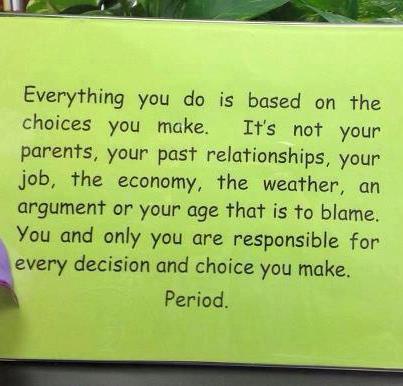 Everything you do is based on the
choices you make. It's not your
parents, your past relationships, your
job, the economy, the weather, an
argument or your age that is to blame.
You and only you are responsible for
every decision and choice you make.
Period.